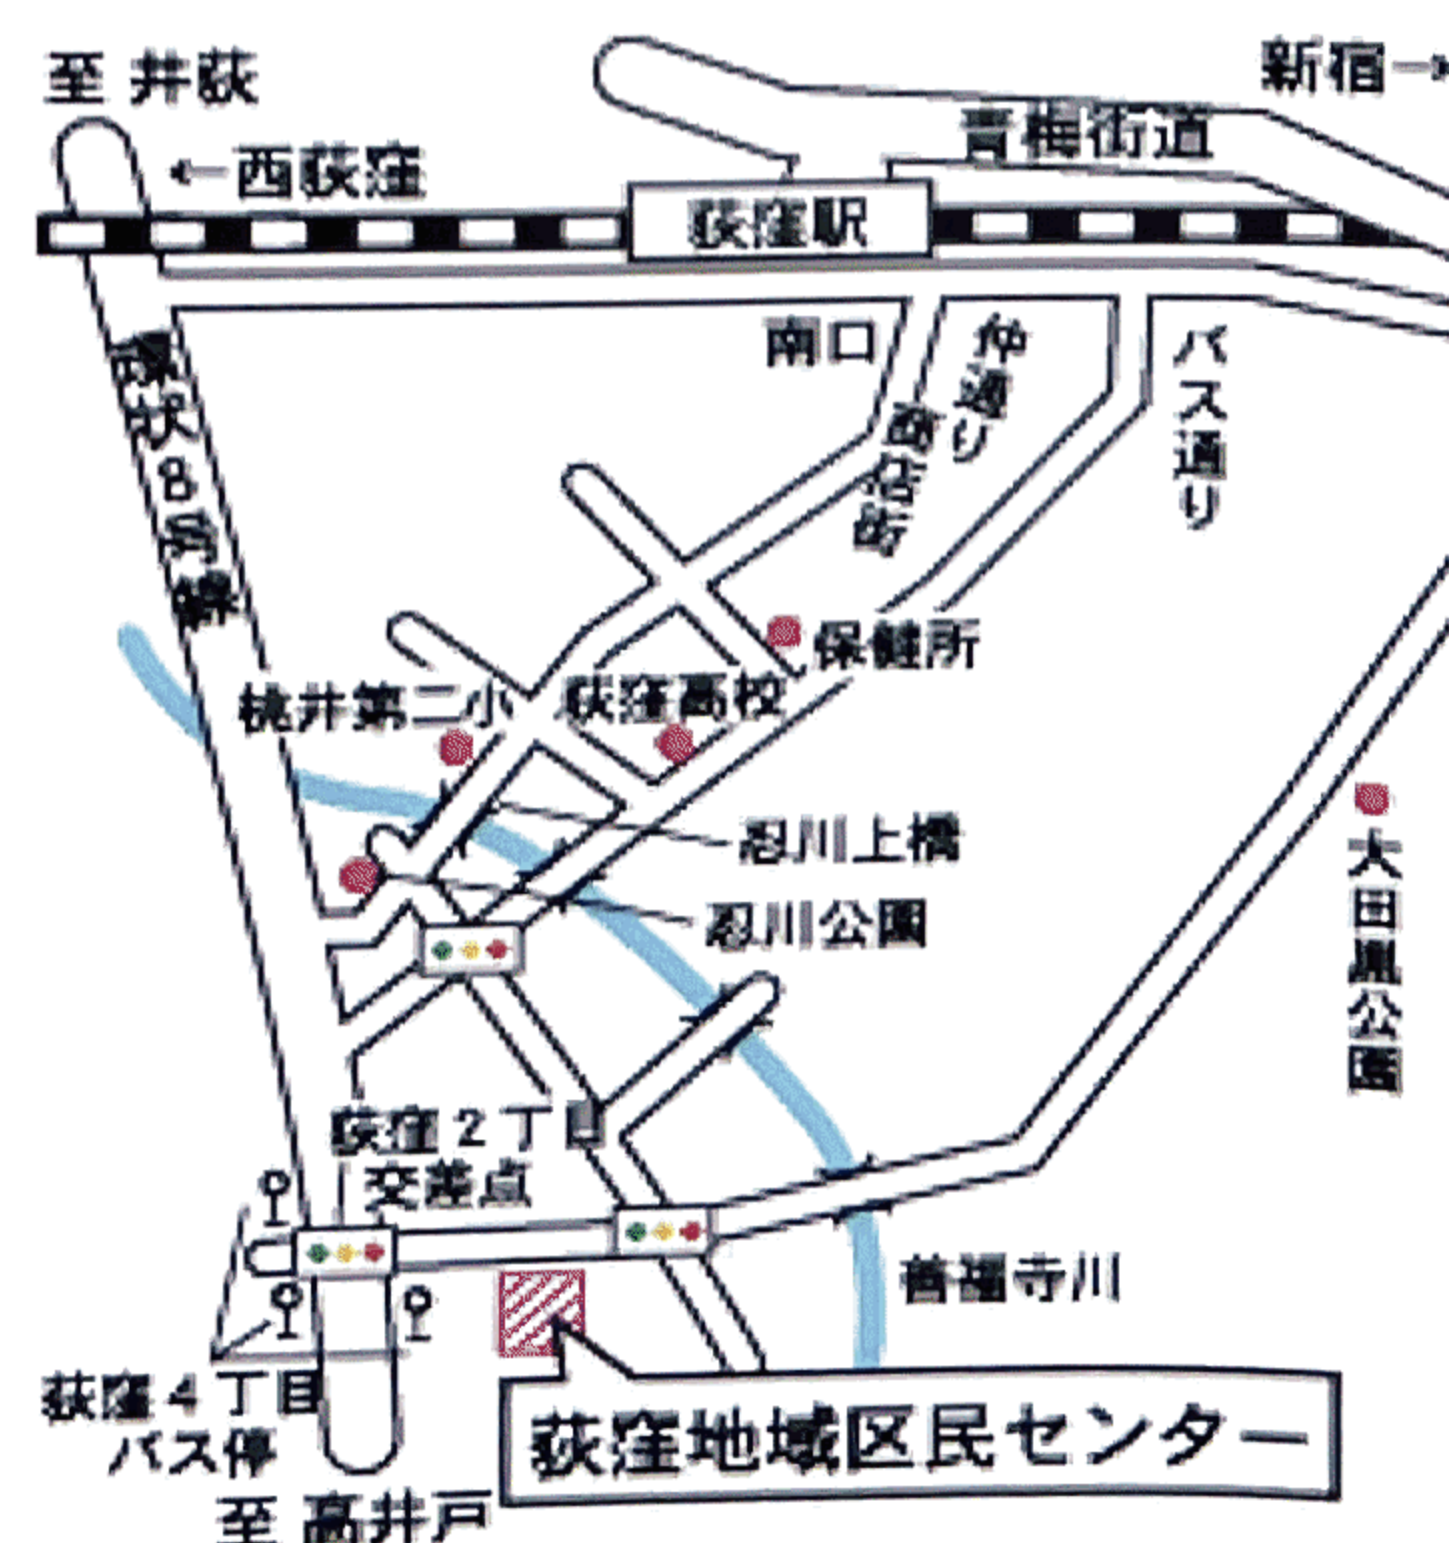 至 井荻
新宿→
←西荻窪
青梅街道
荻窪駅
環状8号線
南口
仲通り
商店街
バス通り
保健所
桃井第二小
荻窪高校
忍川上橋
忍川公園
大田黒公園
荻窪2丁目
交差点
善福寺川
荻窪4丁目
バス停
荻窪地域区民センター
至 高井戸